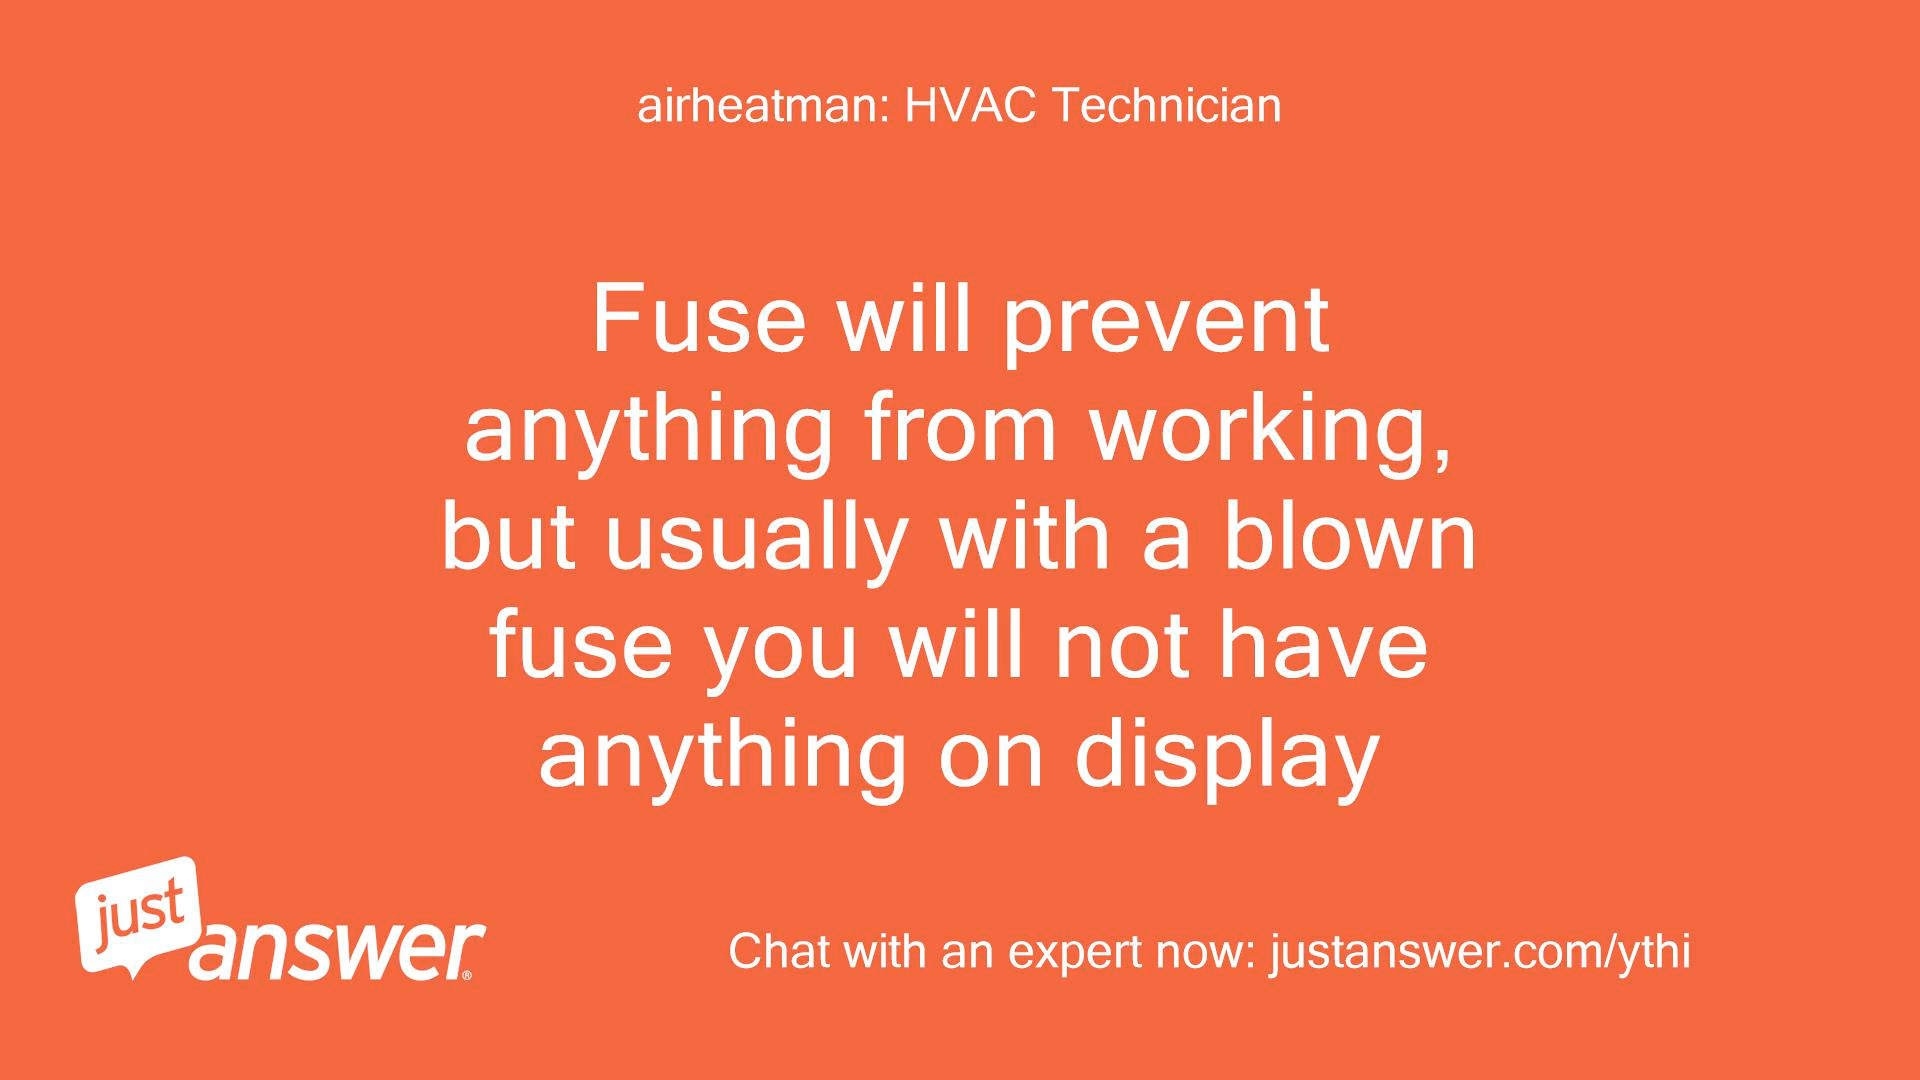 airheatman: HVAC Technician
Fuse will prevent
anything from working,
but usually with a blown
fuse you will not have
anything on display
just
answer®
Chat with an expert now: justanswer.com/ythi